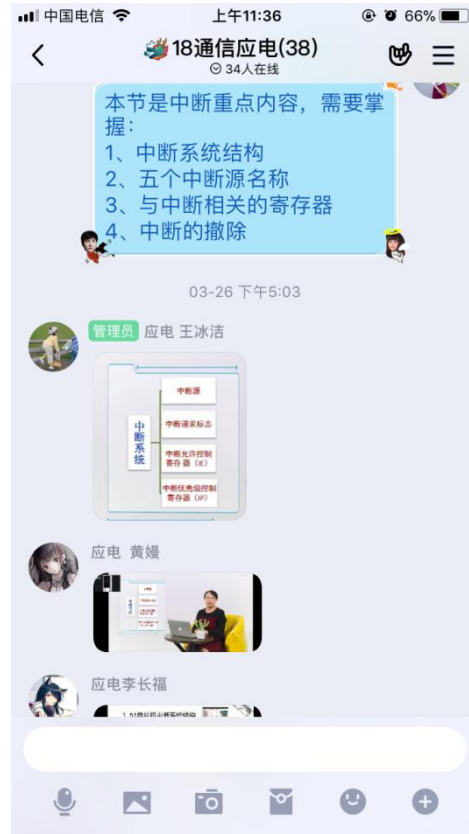 中国电信
上午11:36
66%
18通信应电(38)
34人在线
本节是中断重点内容，需要掌
握：
1、中断系统结构
2、五个中断源名称
3、与中断相关的寄存器
4、中断的撤除
03-26 下午5:03
管理员 应电 王冰洁
中断系统
中断源
中断请求标志
中断允许控制
寄存器（IE）
中断优先级控制
寄存器（IP）
应电 黄嫚
应电李长福